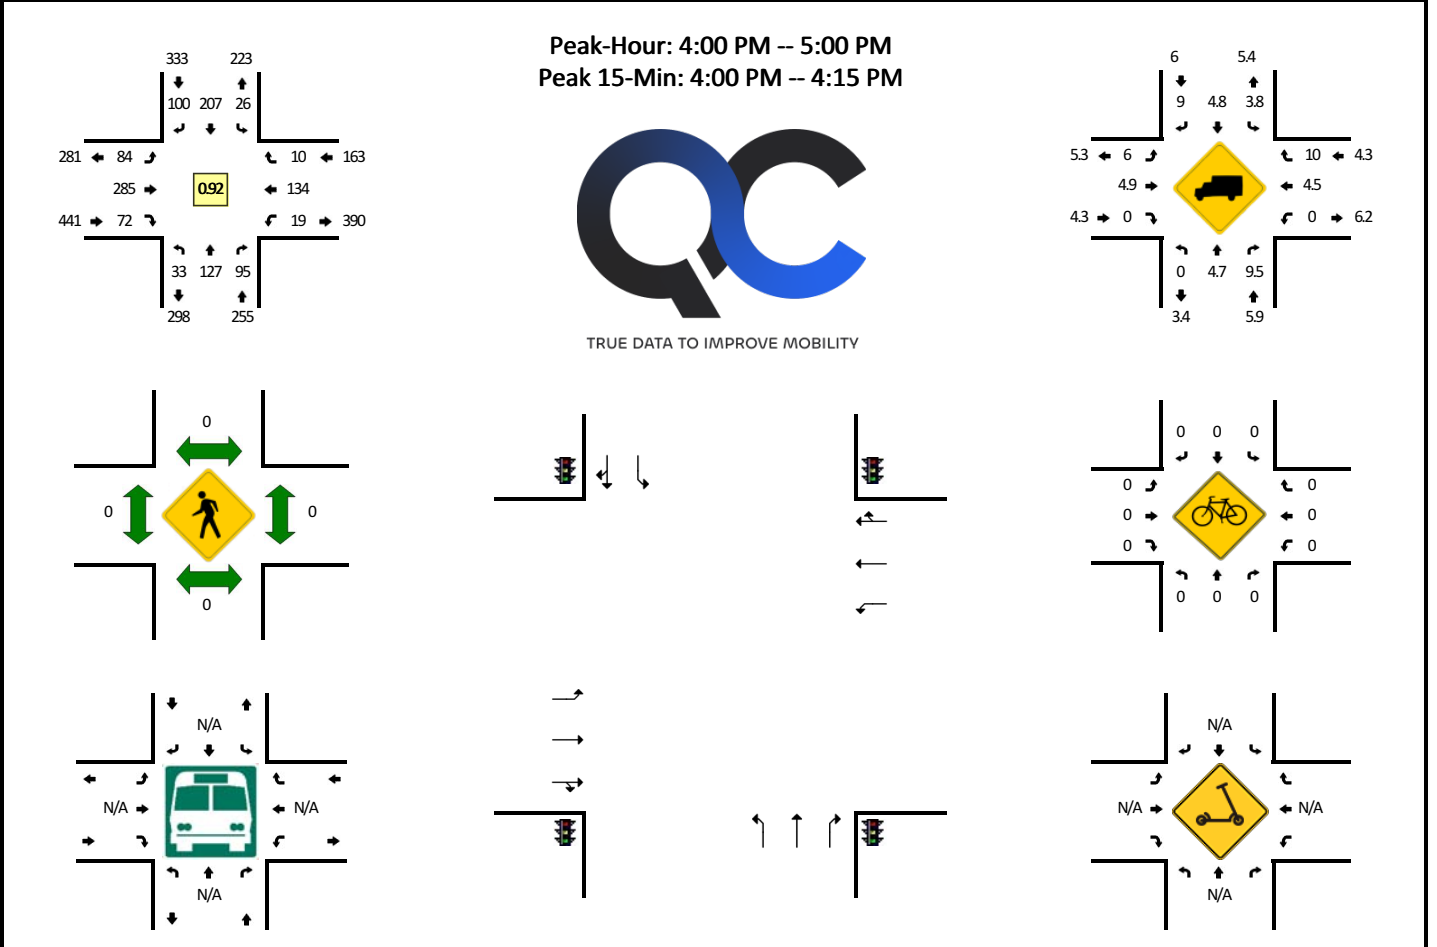 Peak-Hour: 4:00 PM -- 5:00 PM
Peak 15-Min: 4:00 PM -- 4:15 PM
333 223
100 207 26
281 84 10 163
285 0.92 134
441 72 19 390
33 127 95
298 255
QC
TRUE DATA TO IMPROVE MOBILITY
6 5.4
9 4.8 3.8
5.3 6 10 4.3
4.9 4.5
4.3 0 0 6.2
0 4.7 9.5
3.4 5.9
0
0 0
0
0 0 0
0 0
0 0
0 0
0 0 0
N/A
N/A N/A
N/A
N/A
N/A N/A
N/A